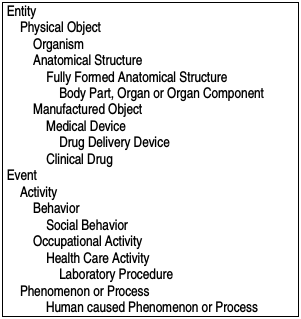 Entity
Physical Object
Organism
Anatomical Structure
Fully Formed Anatomical Structure
Body Part, Organ or Organ Component
Manufactured Object
Medical Device
Drug Delivery Device
Clinical Drug
Event
Activity
Behavior
Social Behavior
Occupational Activity
Health Care Activity
Laboratory Procedure
Phenomenon or Process
Human caused Phenomenon or Process